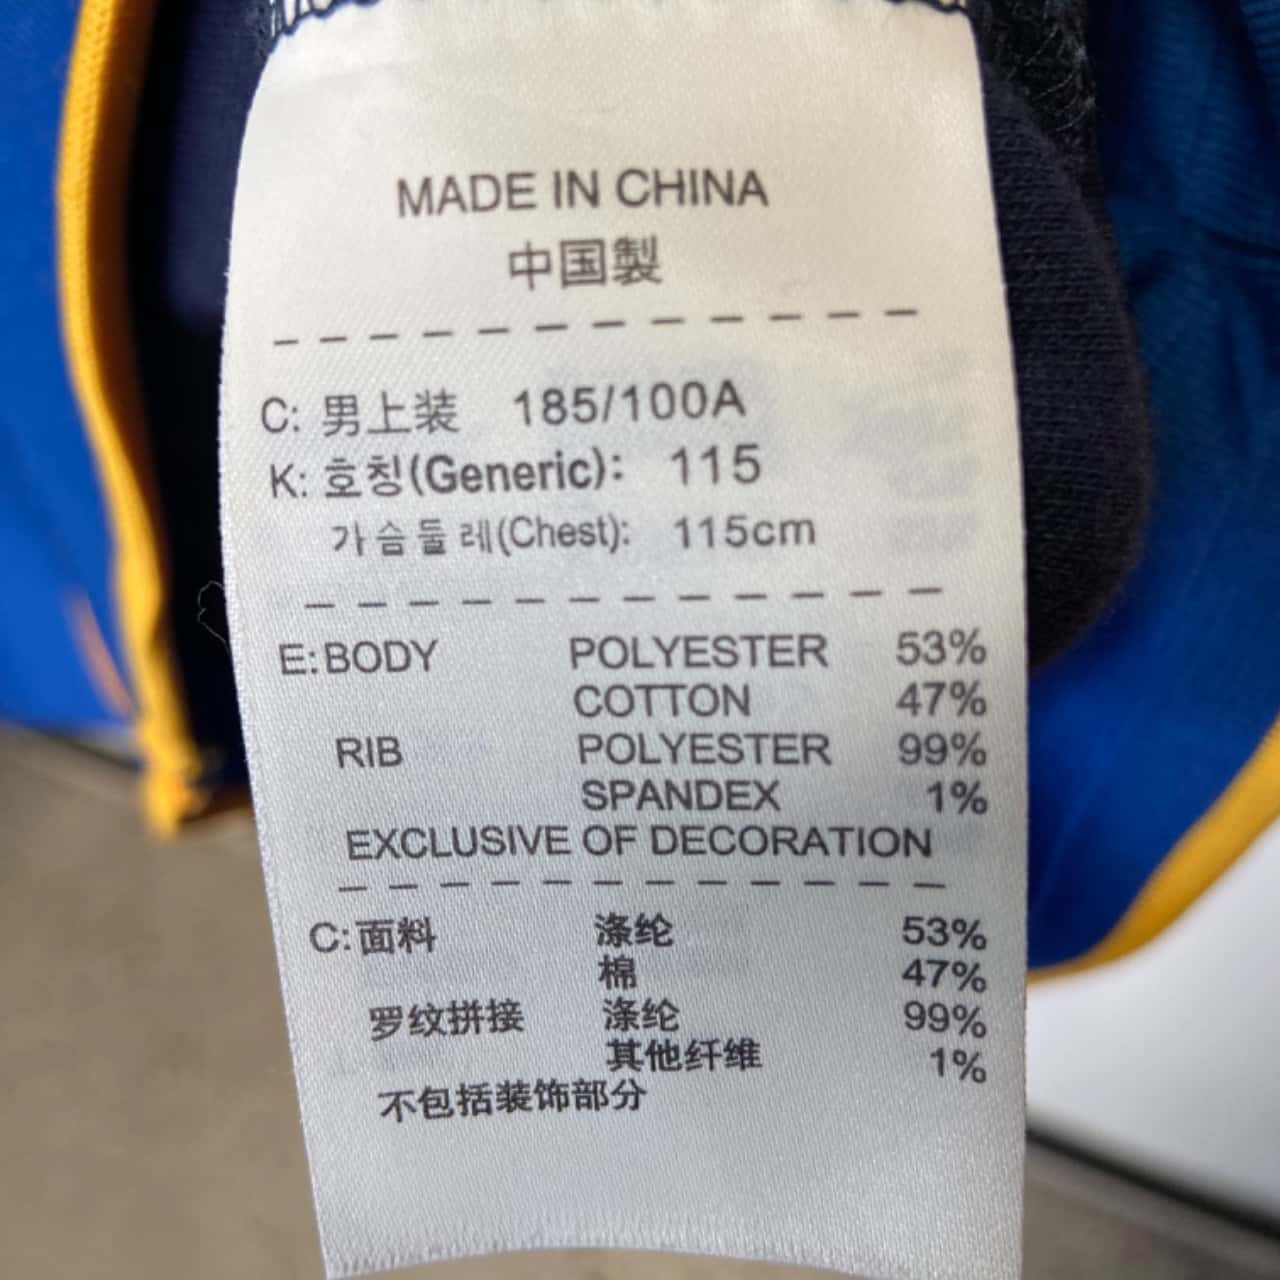 MADE IN CHINA
中国製
C: 男上装 185/100A
K: 호칭(Generic): 115
가슴둘레(Chest): 115cm
E: BODY POLYESTER 53%
COTTON 47%
RIB POLYESTER 99%
SPANDEX 1%
EXCLUSIVE OF DECORATION
C: 面料 涤纶 53%
棉 47%
罗纹拼接 涤纶 99%
其他纤维 1%
不包括装饰部分